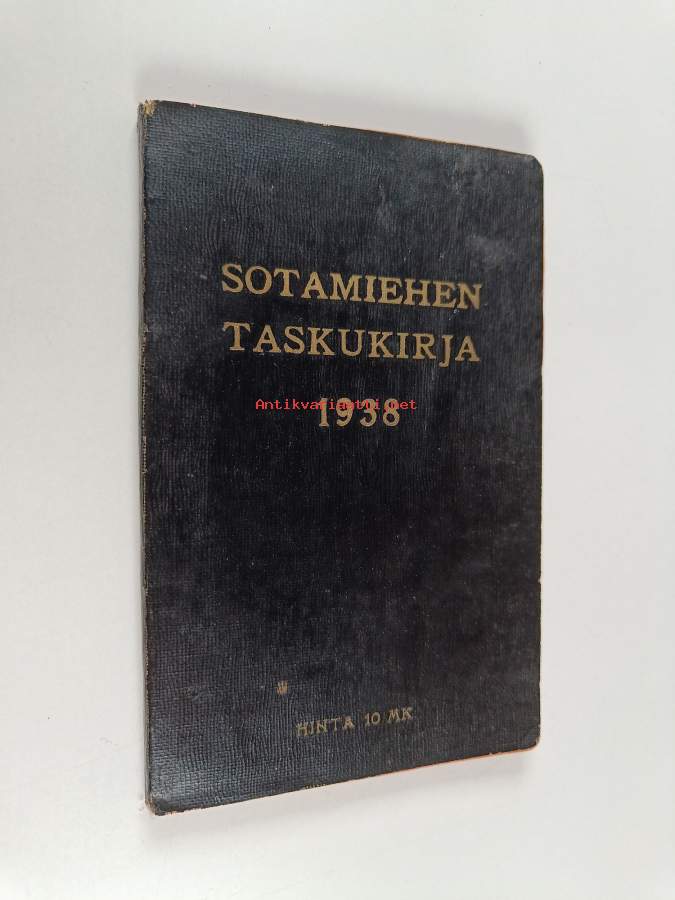 SOTAMIEHEN
TASKUKIRJA
Antikvariaatti.net
1938
HINTA 10 MK